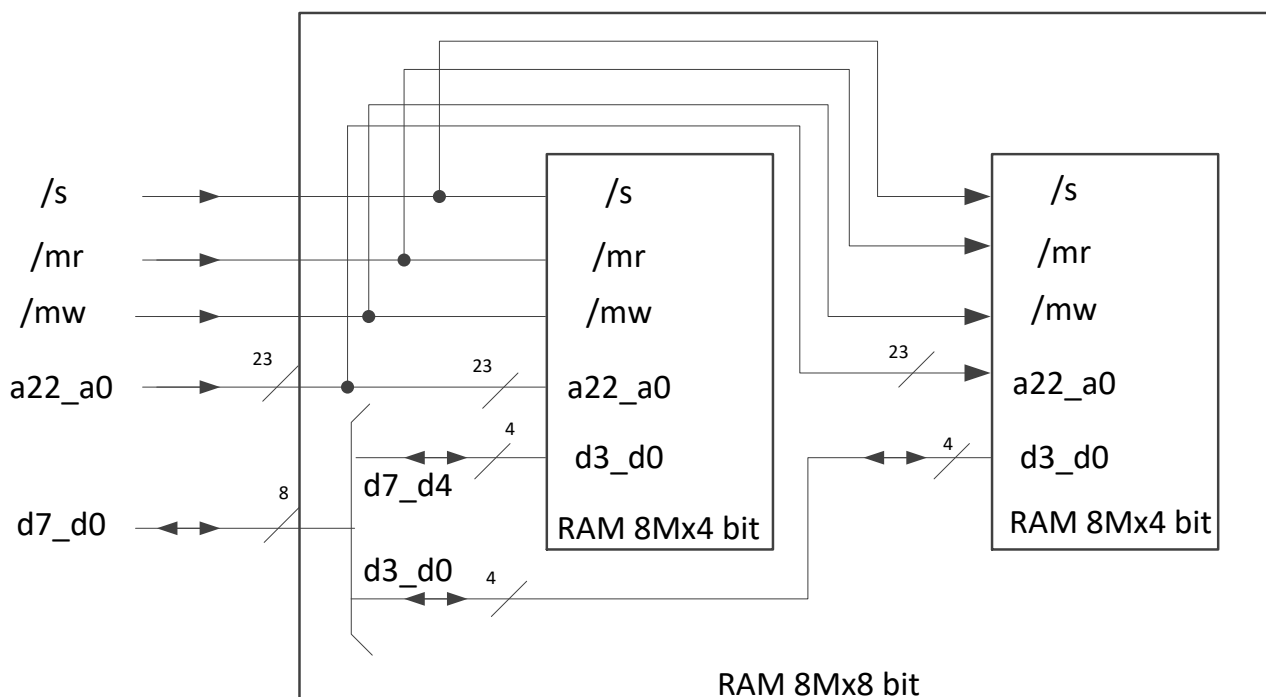 /s
/mr
/mw
23
a22_a0
8
d7_d0
/s
/mr
/mw
23
a22_a0
4
d7_d4
d3_d0
RAM 8Mx4 bit
d3_d0
4
/s
/mr
/mw
23
a22_a0
4
d3_d0
RAM 8Mx4 bit
RAM 8Mx8 bit